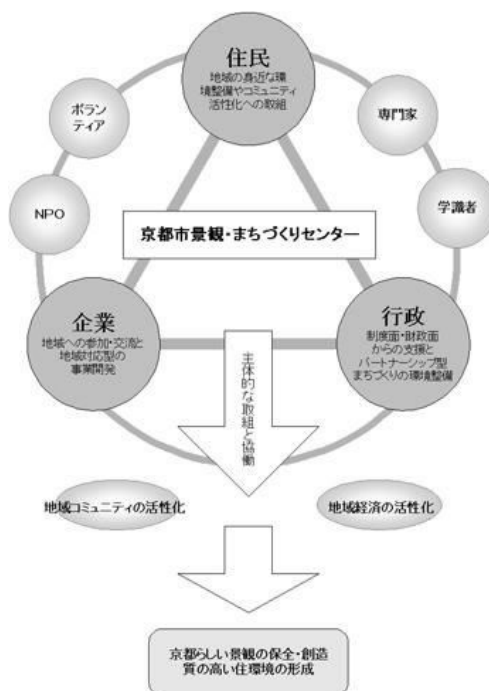 住民
地域の身近な環
境整備やコミュニティ
活性化への取組
ボラン
ティア
専門家
NPO
学識者
京都市景観・まちづくりセンター
企業
地域への参加・交流と
地域対応型の
事業開発
行政
制度面・財政面
からの支援と
パートナーシップ型
まちづくりの環境整備
主体的な取組と協働
地域コミュニティの活性化
地域経済の活性化
京都らしい景観の保全・創造
質の高い住環境の形成